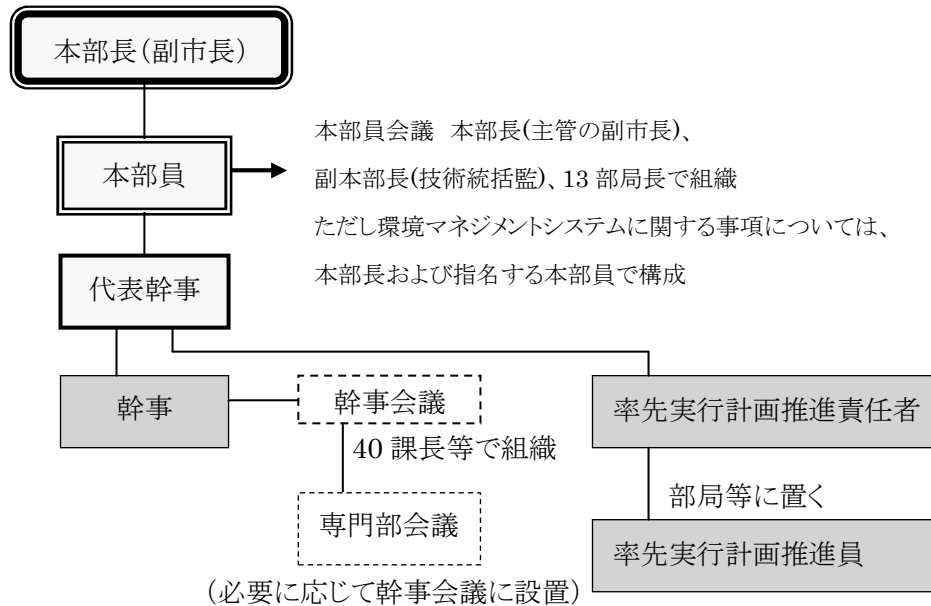 本部長（副市長）
本部員会議 本部長(主管の副市長)、
本部員
副本部長(技術統括監)、13 部局長で組織
ただし環境マネジメントシステムに関する事項については、
本部長および指名する本部員で構成
代表幹事
幹事
幹事会議
率先実行計画推進責任者
40 課長等で組織
部局等に置く
専門部会議
率先実行計画推進員
（必要に応じて幹事会議に設置）